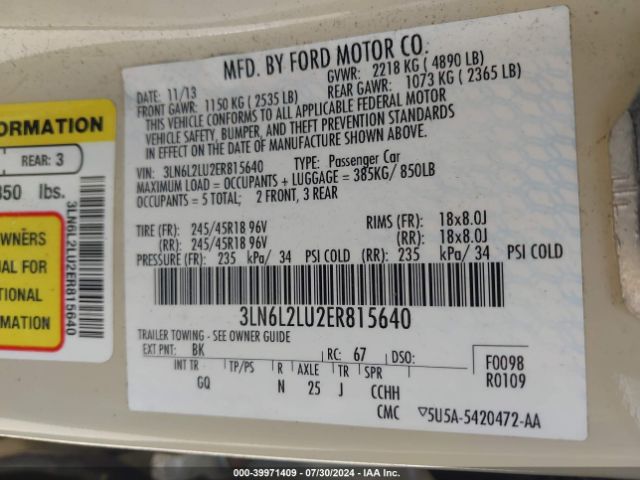 MFD. BY FORD MOTOR CO.
DATE: 11/13
GVWR: 2218 KG ( 4890 LB)
FRONT GAWR: 1150 KG ( 2535 LB)
REAR GAWR: 1073 KG ( 2365 LB)
THIS VEHICLE CONFORMS TO ALL APPLICABLE FEDERAL MOTOR
VEHICLE SAFETY, BUMPER, AND THEFT PREVENTION STANDARDS
IN EFFECT ON THE DATE OF MANUFACTURE SHOWN ABOVE.
VIN: 3LN6L2LU2ER815640
TYPE: Passenger Car
MAXIMUM LOAD = OCCUPANTS + LUGGAGE = 385KG/ 850LB
OCCUPANTS = 5 TOTAL; 2 FRONT, 3 REAR
TIRE (FR): 245/45R18 96V RIMS (FR): 18x8.0J
(RR): 245/45R18 96V (RR): 18x8.0J
PRESSURE (FR): 235 kPa/ 34 PSI COLD (RR): 235 kPa/ 34 PSI COLD
3LN6L2LU2ER815640
TRAILER TOWING - SEE OWNER GUIDE
EXT PNT: BK RC: 67 DSO:
INT TR TP/PS R AXLE TR SPR
GQ N 25 J CCHH
F0098
R0109
CMC ▽5U5A-5420472-AA
ORMATION
REAR: 3
850 lbs.
3LN6L2LU2ER815640
OWNERS
UAL FOR
TIONAL
FORMATION
000-39971409 - 07/30/2024 - IAA Inc.